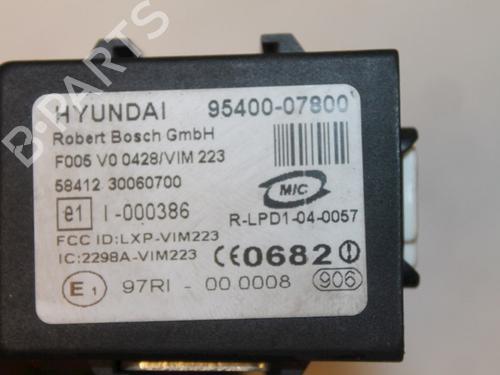 HYUNDAI 95400-07800
Robert Bosch GmbH
F005 V0 0428/VIM 223
58412 30060700
MIC
e1 I-000386
R-LPD1-04-0057
FCC ID:LXP-VIM223
IC:2298A-VIM223
CE0682
E1 97RI - 00 0008 906
B-PARTS